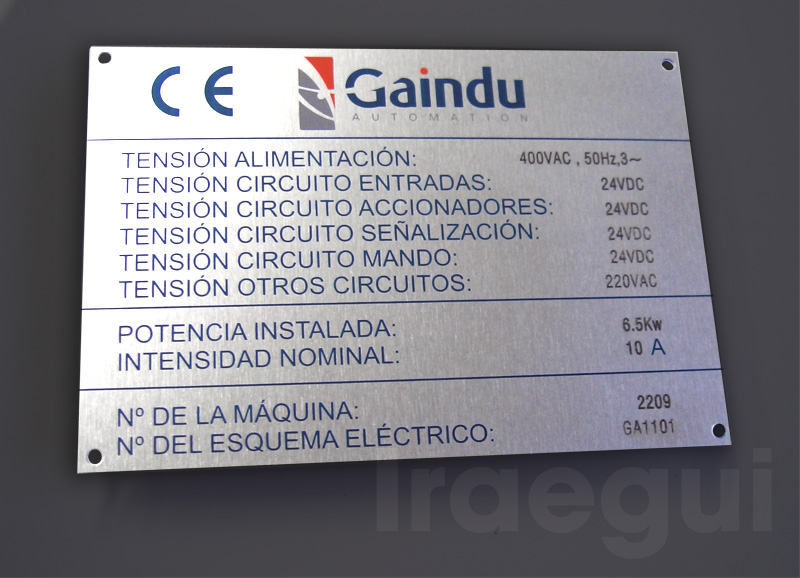 CE Gaindu
AUTOMATION
TENSIÓN ALIMENTACIÓN: 400VAC , 50Hz,3~
TENSIÓN CIRCUITO ENTRADAS: 24VDC
TENSIÓN CIRCUITO ACCIONADORES: 24VDC
TENSIÓN CIRCUITO SEÑALIZACIÓN: 24VDC
TENSIÓN CIRCUITO MANDO: 24VDC
TENSIÓN OTROS CIRCUITOS: 220VAC
POTENCIA INSTALADA: 6.5Kw
INTENSIDAD NOMINAL: 10 A
Nº DE LA MÁQUINA: 2209
Nº DEL ESQUEMA ELÉCTRICO: GA1101
Iraegui